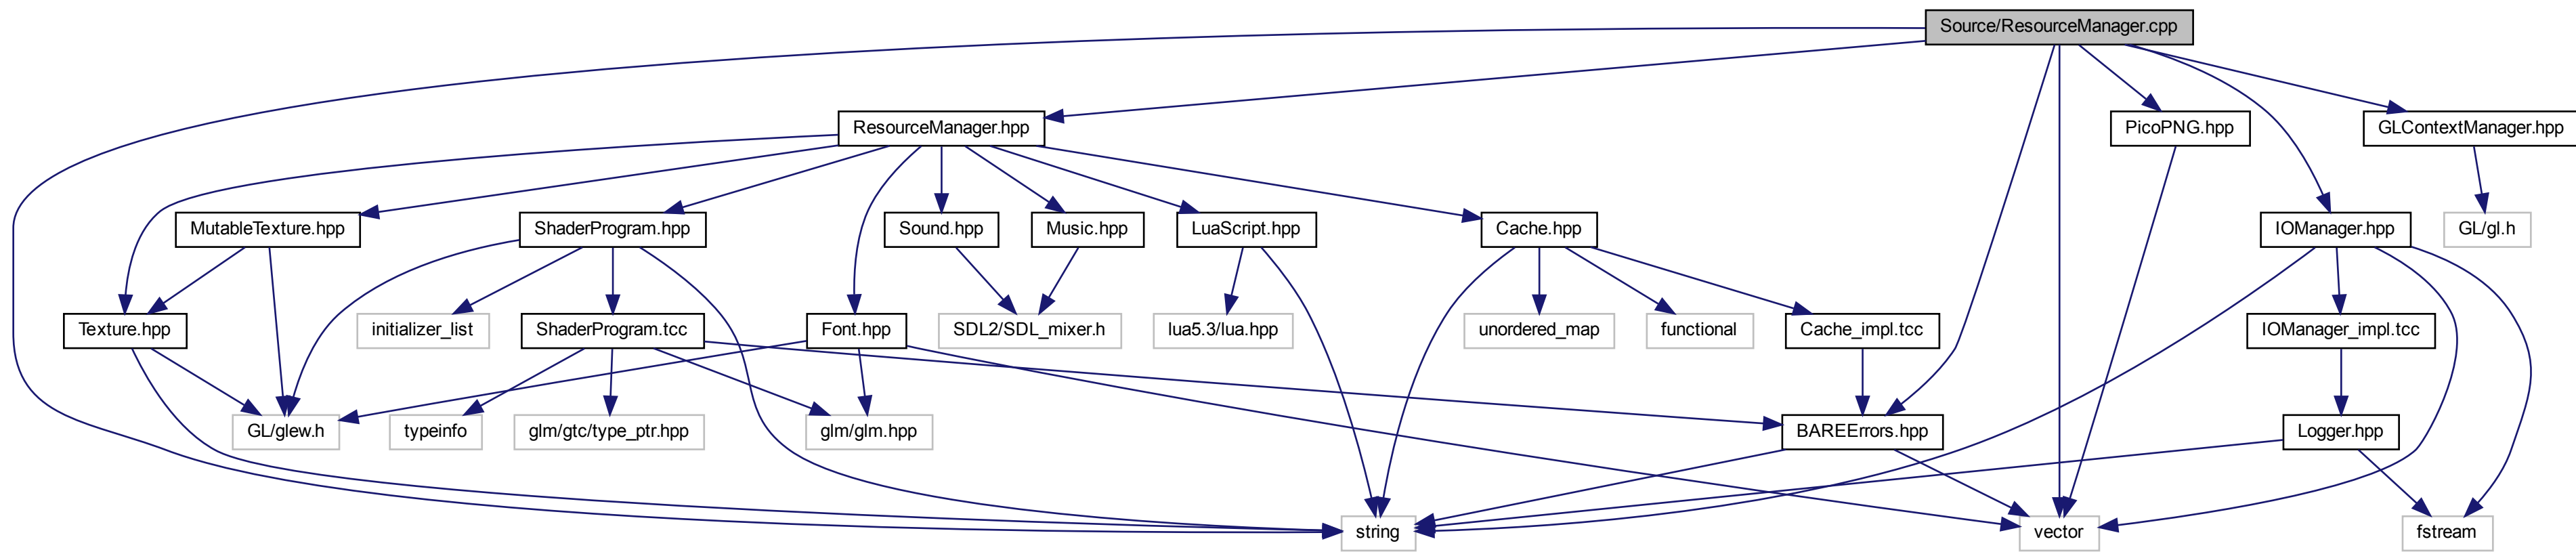 Source/ResourceManager.cpp
ResourceManager.hpp
PicoPNG.hpp
GLContextManager.hpp
MutableTexture.hpp
ShaderProgram.hpp
Sound.hpp
Music.hpp
LuaScript.hpp
Cache.hpp
IOManager.hpp
GL/gl.h
Texture.hpp
initializer_list
ShaderProgram.tcc
Font.hpp
SDL2/SDL_mixer.h
lua5.3/lua.hpp
unordered_map
functional
Cache_impl.tcc
IOManager_impl.tcc
GL/glew.h
typeinfo
glm/gtc/type_ptr.hpp
glm/glm.hpp
BAREErrors.hpp
Logger.hpp
string
vector
fstream